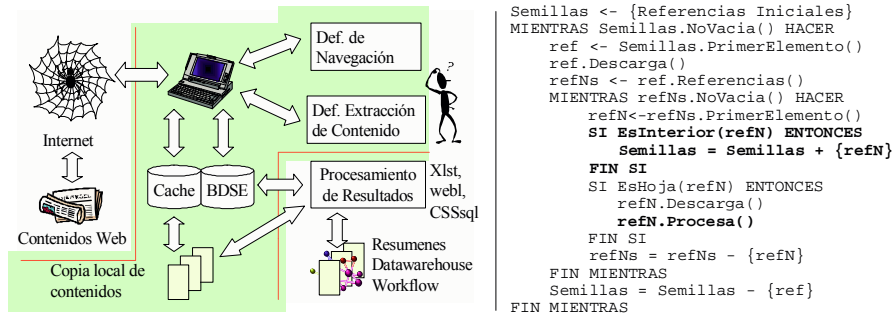 Internet
Contenidos Web
Def. de
Navegación
Def. Extracción
de Contenido
?
Cache
BDSE
Procesamiento
de Resultados
Xlst,
webl,
CSSsql
Copia local de
contenidos
Resumenes
Datawarehouse
Workflow
Semillas <- {Referencias Iniciales}
MIENTRAS Semillas.NoVacia() HACER
ref <- Semillas.PrimerElemento()
ref.Descarga()
refNs <- ref.Referencias()
MIENTRAS refNs.NoVacia() HACER
refN<-refNs.PrimerElemento()
SI EsInterior(refN) ENTONCES
Semillas = Semillas + {refN}
FIN SI
SI EsHoja(refN) ENTONCES
refN.Descarga()
refN.Procesa()
FIN SI
refNs = refNs - {refN}
FIN MIENTRAS
Semillas = Semillas - {ref}
FIN MIENTRAS